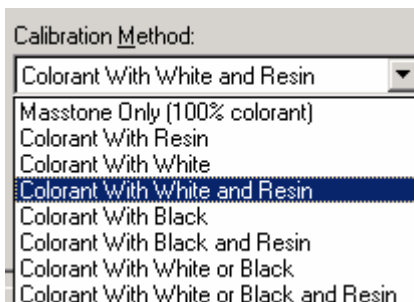 Calibration Method:
Colorant With White and Resin
Masstone Only (100% colorant)
Colorant With Resin
Colorant With White
Colorant With White and Resin
Colorant With Black
Colorant With Black and Resin
Colorant With White or Black
Colorant With White or Black and Resin